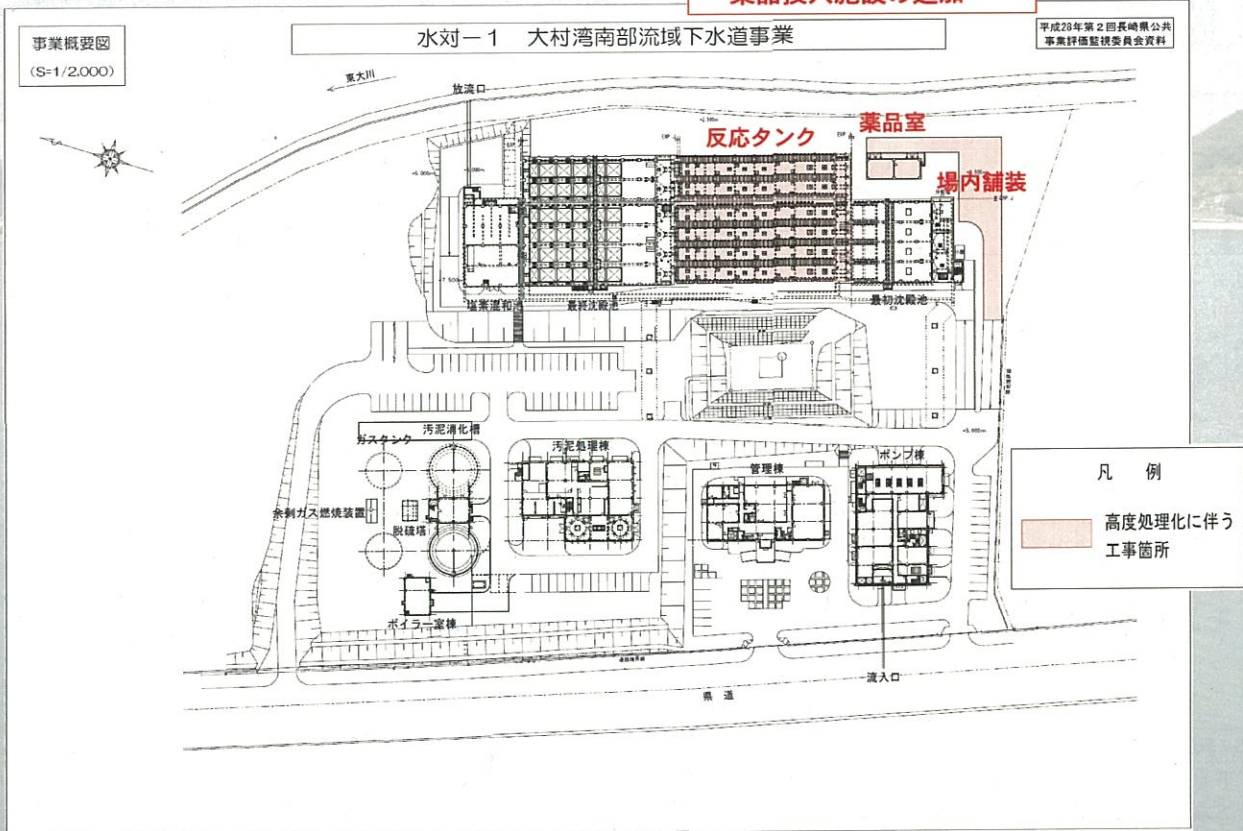 薬品投入施設の追加
事業概要図
(S=1/2,000)
水対－1 大村湾南部流域下水道事業
平成28年第2回長崎県公共
事業評価監視委員会資料
東大川
放流口
反応タンク
薬品室
場内舗装
塩素混和池
最終沈殿池
最初沈殿池
ガスタンク
汚泥消化槽
汚泥処理棟
管理棟
ポンプ棟
余剰ガス燃焼装置
脱硫塔
ボイラー室棟
流入口
県道
凡 例
高度処理化に伴う
工事箇所